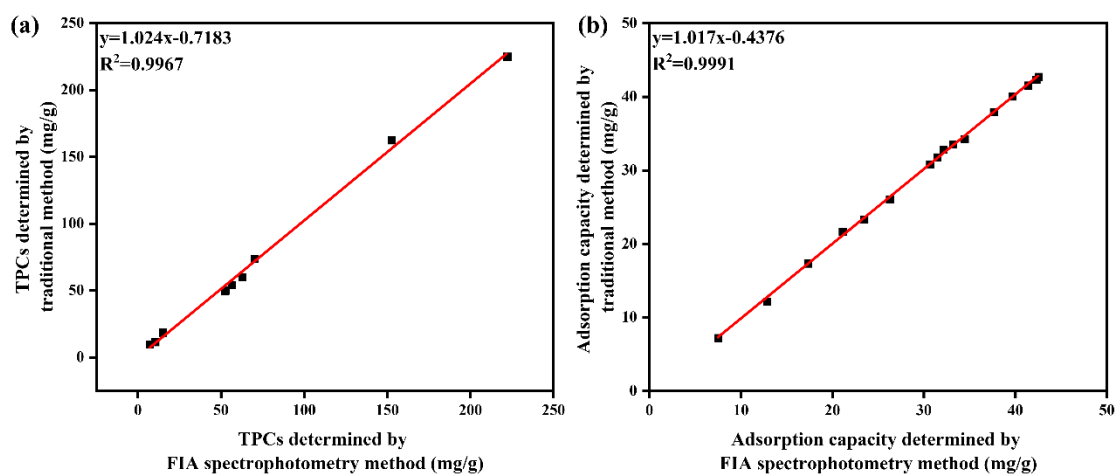 (a)
y=1.024x-0.7183
R²=0.9967
250
200
150
100
50
0
0
50
100
150
200
250
TPCs determined by
traditional method (mg/g)
TPCs determined by
FIA spectrophotometry method (mg/g)
(b)
y=1.017x-0.4376
R²=0.9991
50
40
30
20
10
0
0
10
20
30
40
50
Adsorption capacity determined by
traditional method (mg/g)
Adsorption capacity determined by
FIA spectrophotometry method (mg/g)